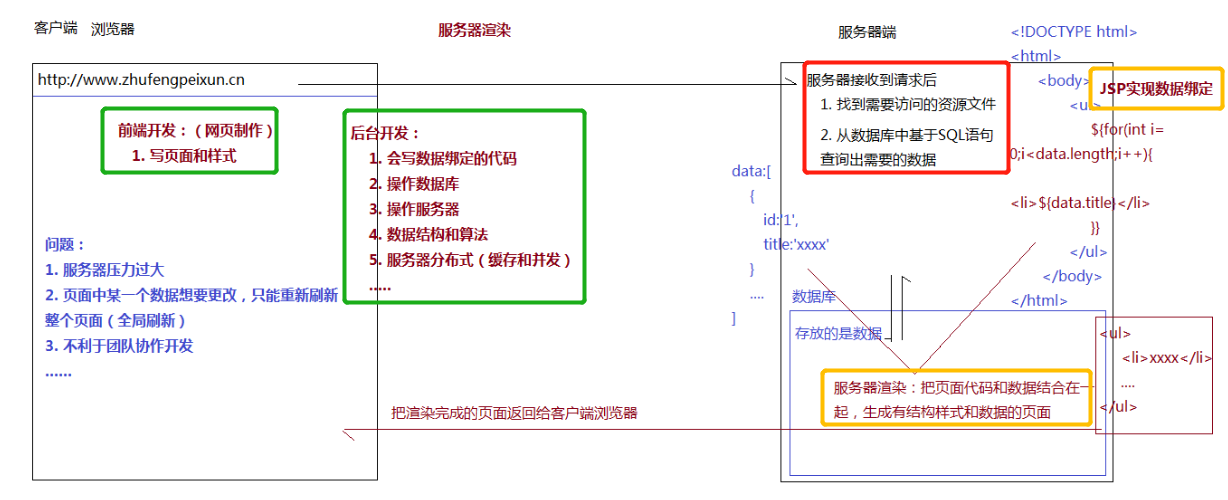 客户端 浏览器
服务器渲染
服务器端
http://www.zhufengpeixun.cn
前端开发：（网页制作）
1. 写页面和样式
问题：
1. 服务器压力过大
2. 页面中某一个数据想要更改，只能重新刷新
整个页面（全局刷新）
3. 不利于团队协作开发
......
后台开发：
1. 会写数据绑定的代码
2. 操作数据库
3. 操作服务器
4. 数据结构和算法
5. 服务器分布式（缓存和并发）
.....
服务器接收到请求后
1. 找到需要访问的资源文件
2. 从数据库中基于SQL语句
查询出需要的数据
data:[
{
id:'1',
title:'xxxx'
}
....
]
<!DOCTYPE html>
<html>
<body>
<ul>
${for(int i=
0;i<data.length;i++){
<li>${data.title}</li>
}}
</ul>
</body>
</html>
JSP实现数据绑定
数据库
存放的是数据
服务器渲染：把页面代码和数据结合在一
起，生成有结构样式和数据的页面
<ul>
<li>xxxx</li>
....
</ul>
把渲染完成的页面返回给客户端浏览器